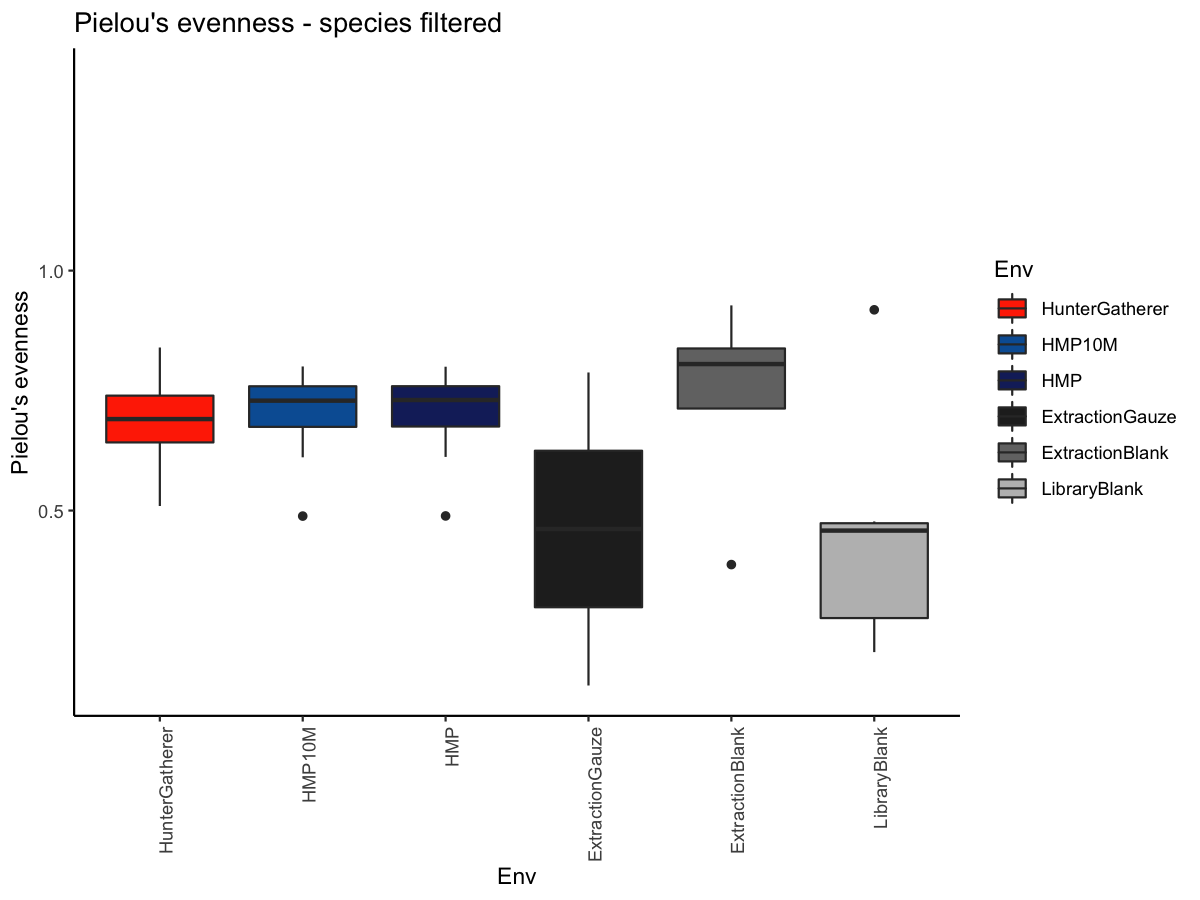 Pielou's evenness - species filtered
Pielou's evenness
1.0
0.5
HunterGatherer
HMP10M
HMP
ExtractionGauze
ExtractionBlank
LibraryBlank
Env
Env
HunterGatherer
HMP10M
HMP
ExtractionGauze
ExtractionBlank
LibraryBlank